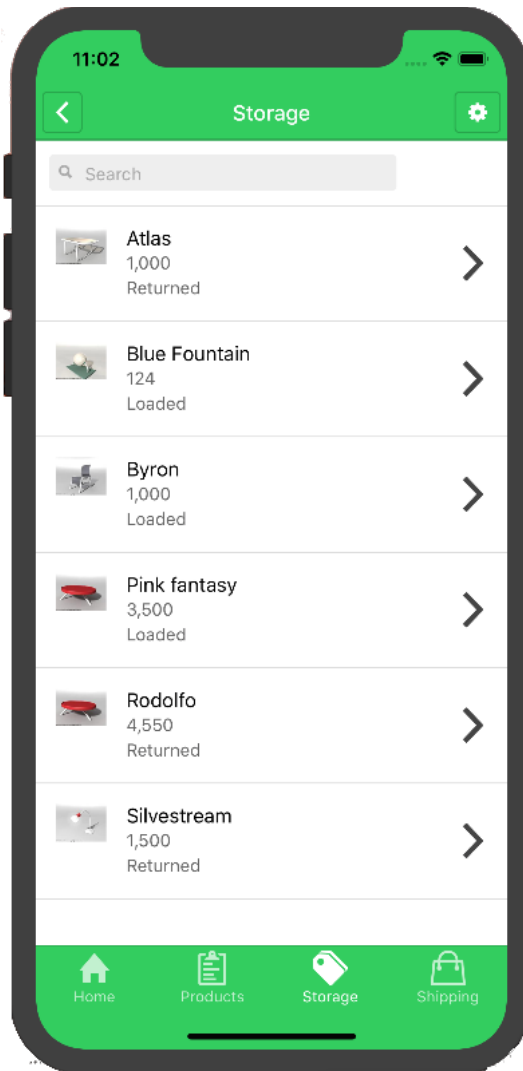 11:02
Storage
Search
Atlas
1,000
Returned
Blue Fountain
124
Loaded
Byron
1,000
Loaded
Pink fantasy
3,500
Loaded
Rodolfo
4,550
Returned
Silvestream
1,500
Returned
Home Products Storage Shipping